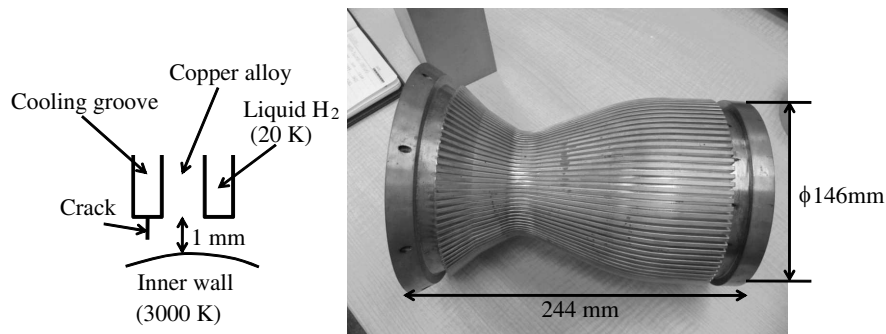 Copper alloy
Cooling groove
Liquid H2
(20 K)
Crack
1 mm
Inner wall
(3000 K)
ϕ146mm
244 mm